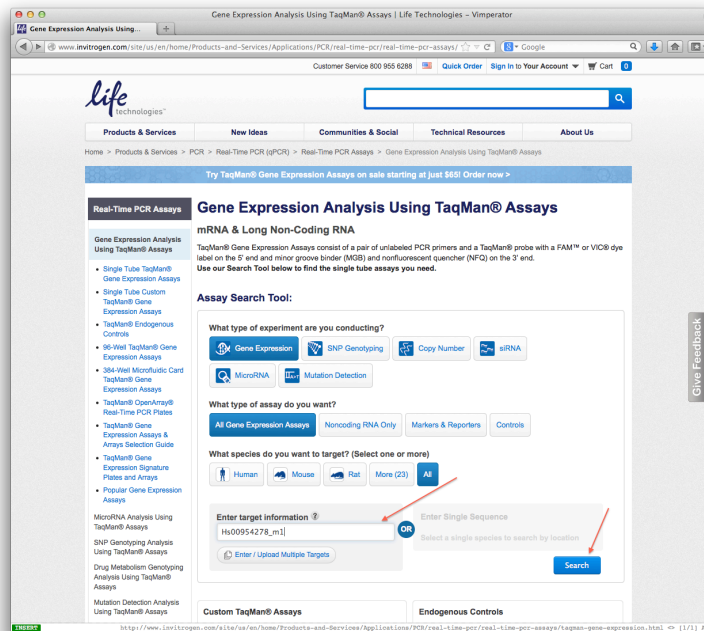 Gene Expression Analysis Using TaqMan® Assays | Life Technologies - Vimperator
Gene Expression Analysis Using...
www.invitrogen.com/site/us/en/home/Products-and-Services/Applications/PCR/real-time-pcr/real-time-pcr-assays/
Google
Customer Service 800 955 6288 Quick Order Sign In to Your Account Cart 0
life
technologies™
Products & Services New Ideas Communities & Social Technical Resources About Us
Home > Products & Services > PCR > Real-Time PCR (qPCR) > Real-Time PCR Assays > Gene Expression Analysis Using TaqMan® Assays
Try TaqMan® Gene Expression Assays on sale starting at just $65! Order now >
Real-Time PCR Assays
Gene Expression Analysis
Using TaqMan® Assays
• Single Tube TaqMan®
Gene Expression Assays
• Single Tube Custom
TaqMan® Gene
Expression Assays
• TaqMan® Endogenous
Controls
• 96-Well TaqMan® Gene
Expression Assays
• 384-Well Microfluidic Card
TaqMan® Gene
Expression Assays
• TaqMan® OpenArray®
Real-Time PCR Plates
• TaqMan® Gene
Expression Assays &
Arrays Selection Guide
• TaqMan® Gene
Expression Signature
Plates and Arrays
• Popular Gene Expression
Assays
MicroRNA Analysis Using
TaqMan® Assays
SNP Genotyping Analysis
Using TaqMan® Assays
Drug Metabolism Genotyping
Analysis Using TaqMan®
Assays
Mutation Detection Analysis
Using TaqMan® Assays
Gene Expression Analysis Using TaqMan® Assays
mRNA & Long Non-Coding RNA
TaqMan® Gene Expression Assays consist of a pair of unlabeled PCR primers and a TaqMan® probe with a FAM™ or VIC® dye
label on the 5' end and minor groove binder (MGB) and nonfluorescent quencher (NFQ) on the 3' end.
Use our Search Tool below to find the single tube assays you need.
Assay Search Tool:
What type of experiment are you conducting?
Gene Expression SNP Genotyping Copy Number siRNA
MicroRNA Mutation Detection
What type of assay do you want?
All Gene Expression Assays Noncoding RNA Only Markers & Reporters Controls
What species do you want to target? (Select one or more)
Human Mouse Rat More (23) All
Enter target information ?
Hs00954278_m1
Enter / Upload Multiple Targets
OR
Enter Single Sequence
Select a single species to search by location
Search
Custom TaqMan® Assays Endogenous Controls
Give Feedback
INSERT http://www.invitrogen.com/site/us/en/home/Products-and-Services/Applications/PCR/real-time-pcr/real-time-pcr-assays/taqman-gene-expression.html <> [1/1] A